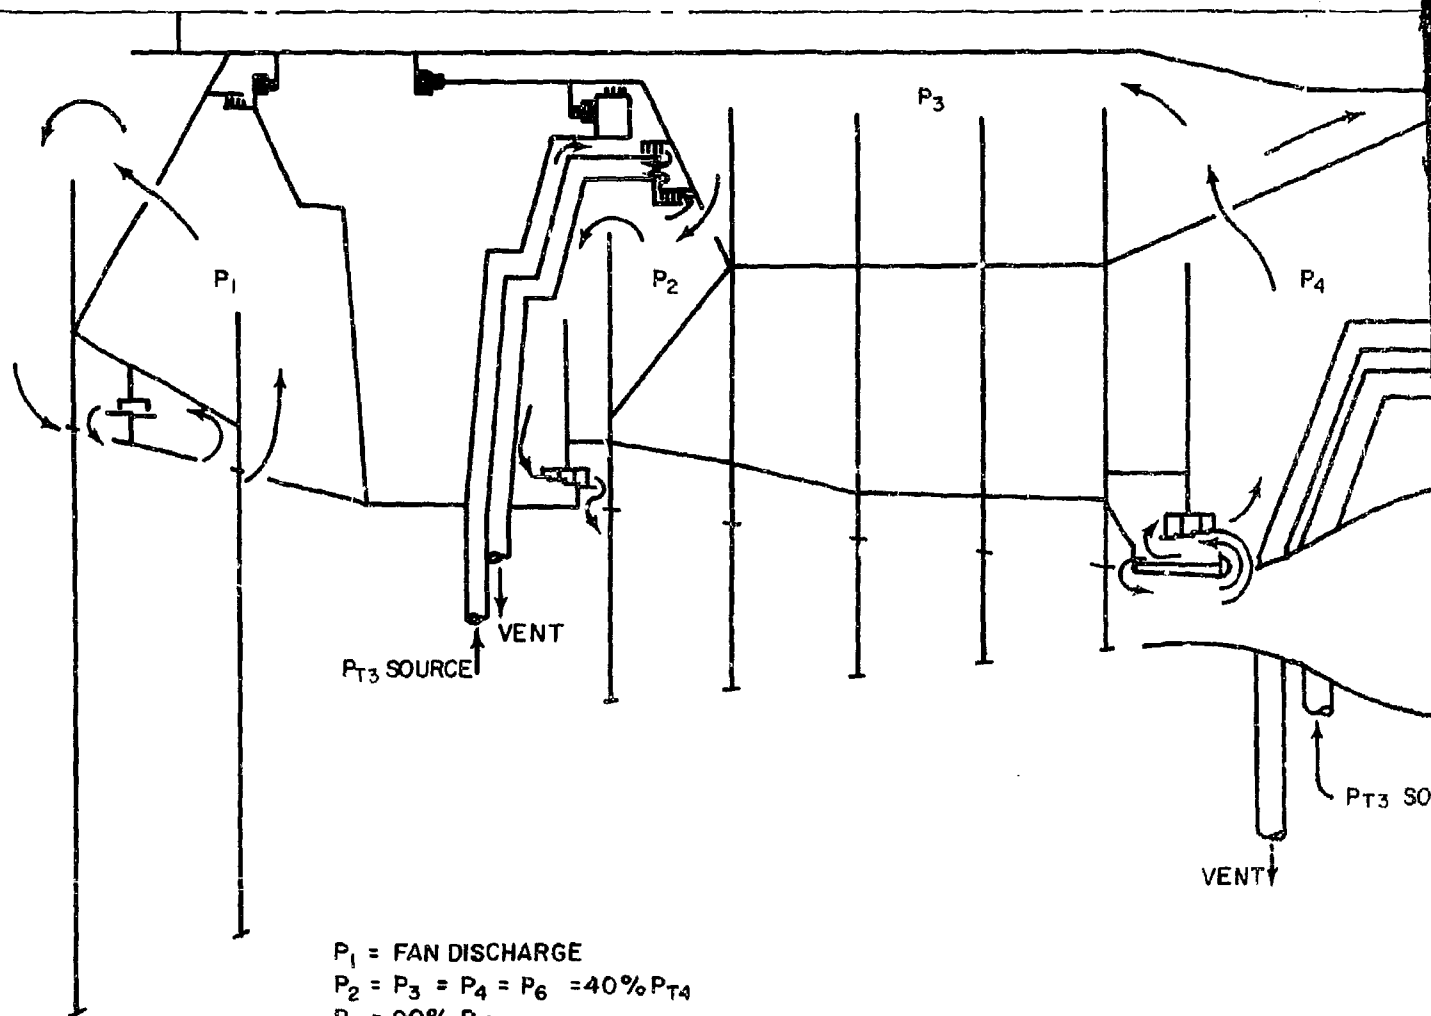 P3
P1
P2
P4
VENT
PT3 SOURCE
PT3 SO
VENT
P1 = FAN DISCHARGE
P2 = P3 = P4 = P6 = 40% PT4